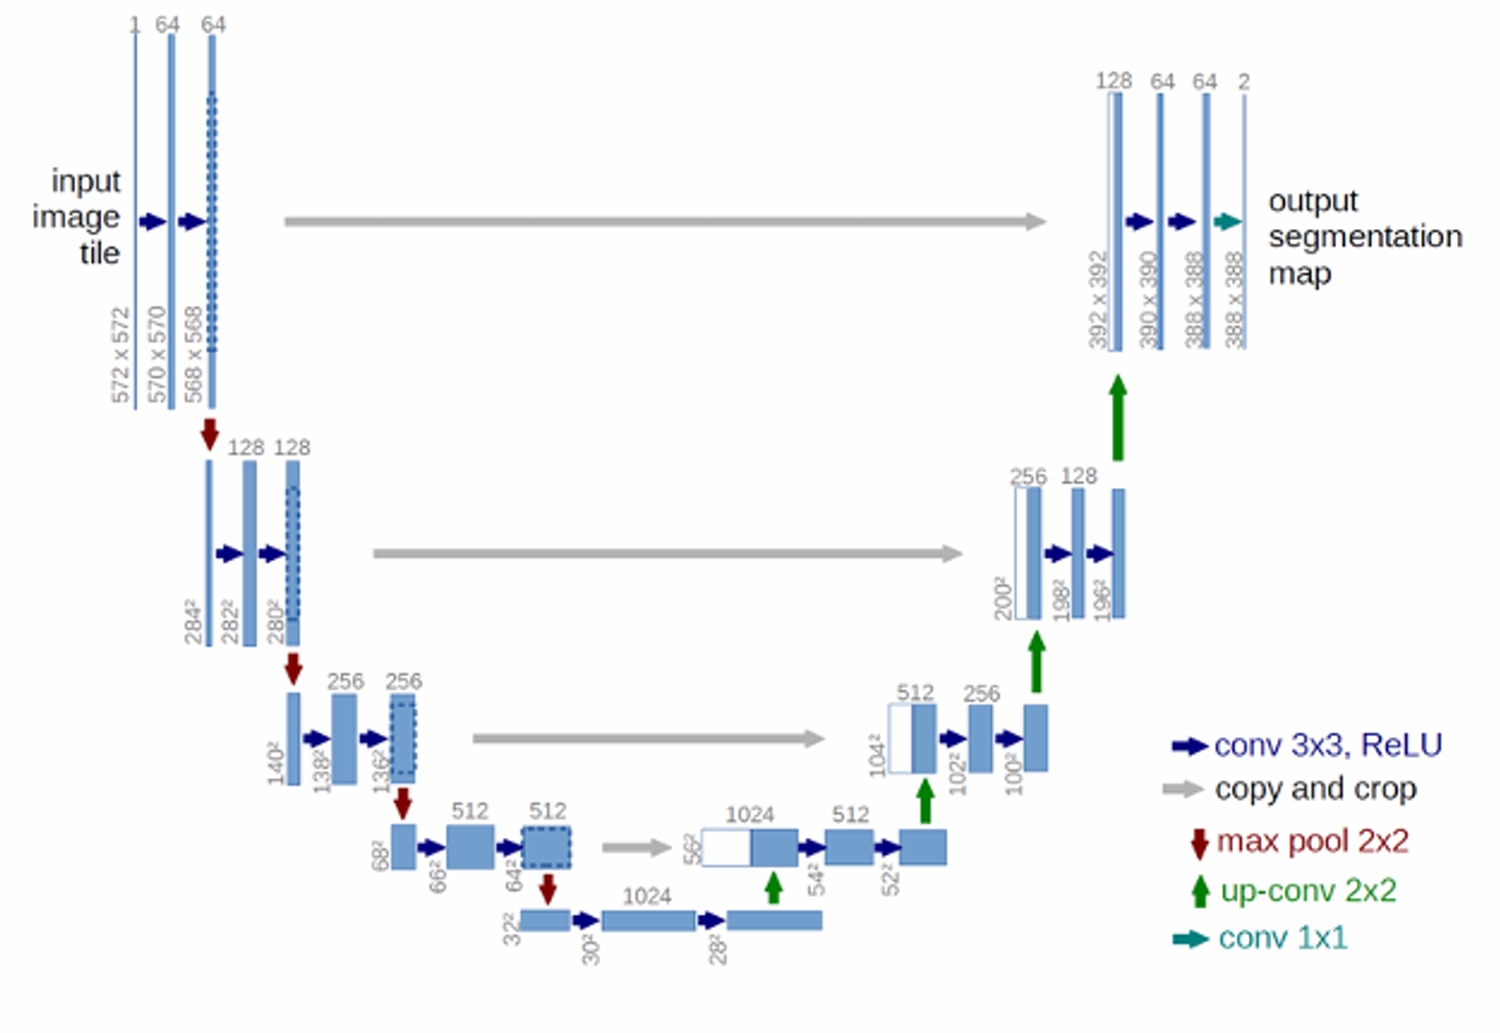 1 64 64
128 64 64 2
input
image
tile
output
segmentation
map
572 x 572
570 x 570
568 x 568
392 x 392
390 x 390
388 x 388
388 x 388
128 128
256 128
284²
282²
280²
200²
198²
196²
256 256
512 256
140²
138²
136²
104²
102²
100²
512 512
1024 512
68²
66²
64²
56²
54²
52²
1024
32²
30²
28²
conv 3x3, ReLU
copy and crop
max pool 2x2
up-conv 2x2
conv 1x1